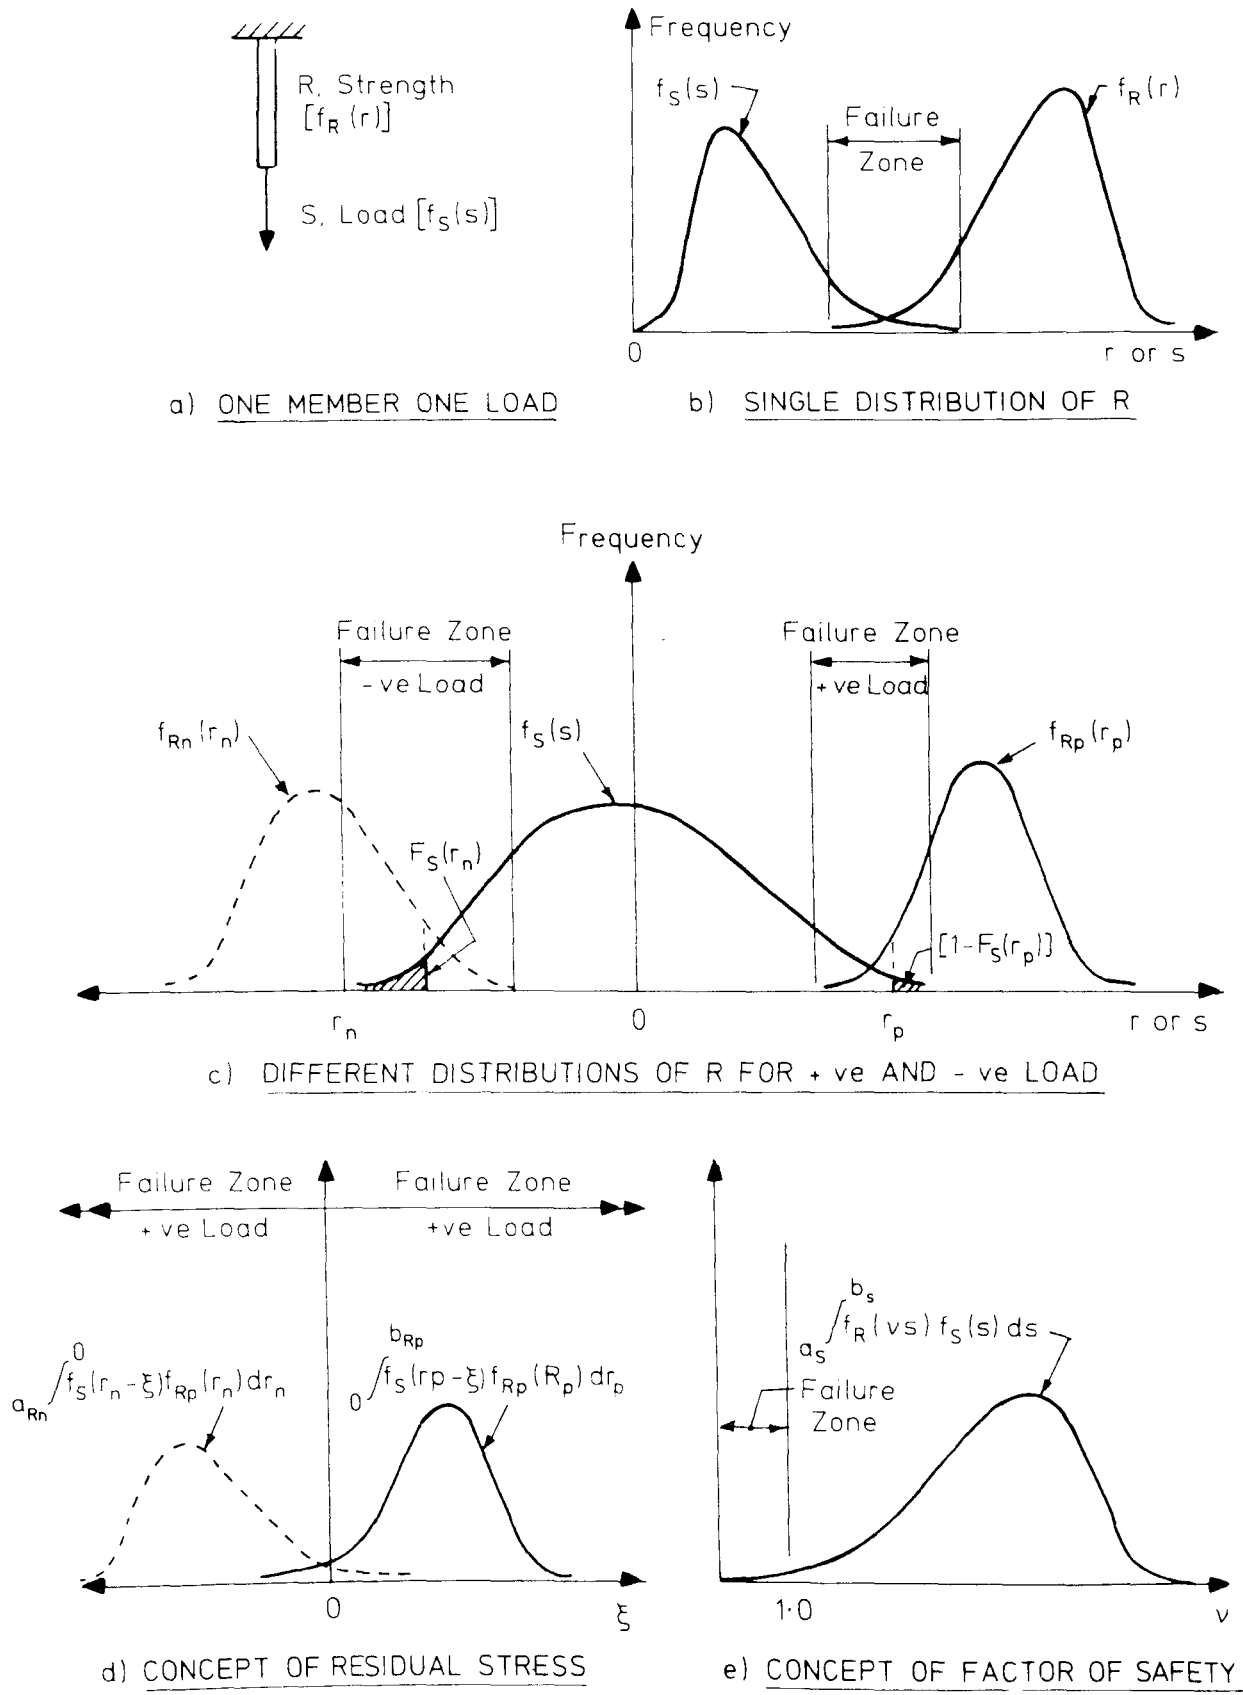 Frequency
R, Strength
[f_R(r)]
S, Load [f_S(s)]
f_S(s)
Failure
Zone
f_R(r)
0
r or s
a) ONE MEMBER ONE LOAD
b) SINGLE DISTRIBUTION OF R
Frequency
Failure Zone
-ve Load
Failure Zone
+ve Load
f_Rn(r_n)
f_S(s)
f_Rp(r_p)
F_S(r_n)
[1-F_S(r_p)]
r_n
0
r_p
r or s
c) DIFFERENT DISTRIBUTIONS OF R FOR +ve AND -ve LOAD
Failure Zone
+ve Load
Failure Zone
+ve Load
a_Rn ∫^0 f_S(r_n-ξ)f_Rp(r_n)dr_n
0 ∫^b_Rp f_S(rp-ξ)f_Rp(R_p)dr_p
0
ξ
d) CONCEPT OF RESIDUAL STRESS
a_S ∫^b_s f_R(νs)f_S(s)ds
Failure
Zone
1·0
ν
e) CONCEPT OF FACTOR OF SAFETY